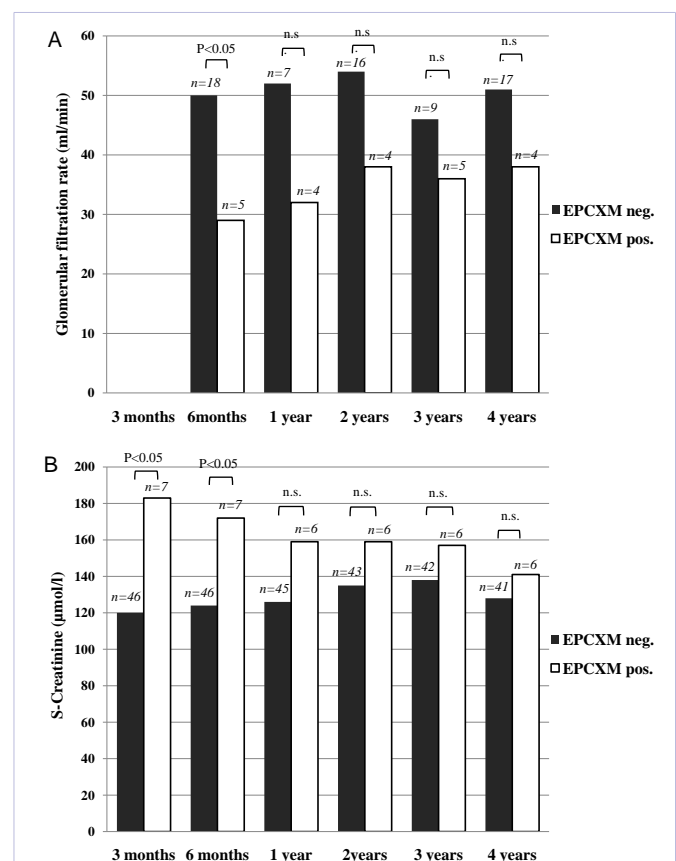 A
60
50
40
30
20
10
0
Glomerular filtration rate (ml/min)
P<0.05
n.s
n.s
n.s
n.s
n=18
n=5
n=7
n=4
n=16
n=4
n=9
n=5
n=17
n=4
EPCXM neg.
EPCXM pos.
3 months 6months 1 year 2 years 3 years 4 years
B
200
180
160
140
120
100
80
60
40
20
0
S-Creatinine (µmol/l)
P<0.05
P<0.05
n.s.
n.s.
n.s.
n.s.
n=46
n=7
n=46
n=7
n=45
n=6
n=43
n=6
n=42
n=6
n=41
n=6
EPCXM neg.
EPCXM pos.
3 months 6 months 1 year 2years 3 years 4 years